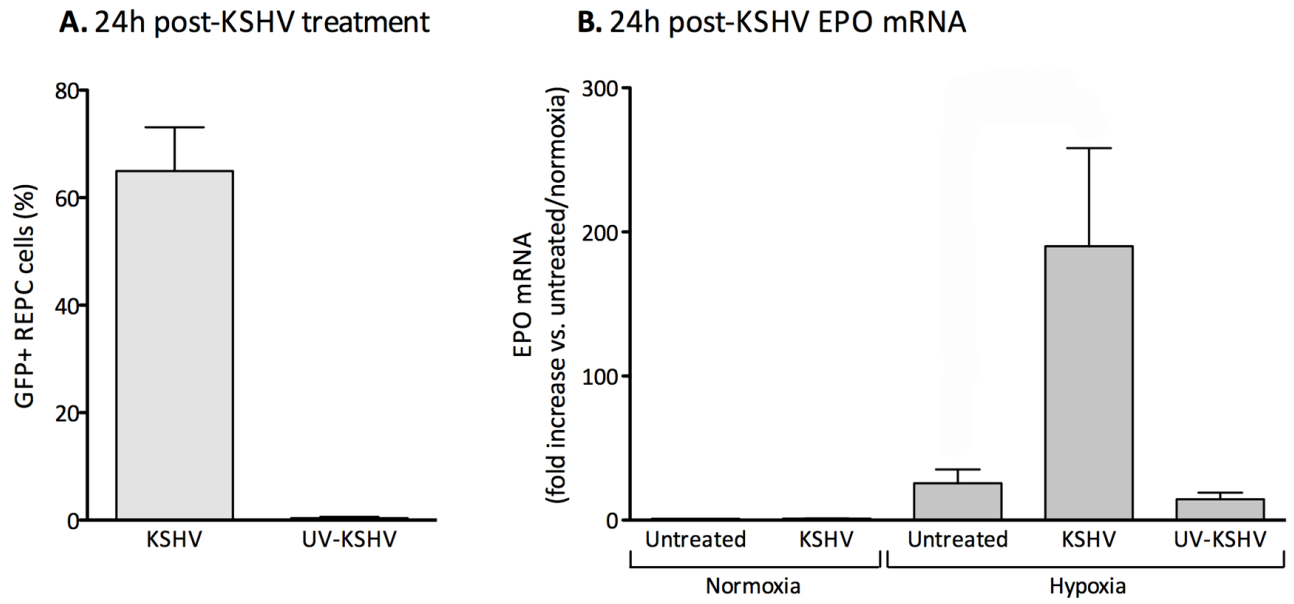 A. 24h post-KSHV treatment
GFP+ REPC cells (%)
80
60
40
20
0
KSHV
UV-KSHV
B. 24h post-KSHV EPO mRNA
EPO mRNA
(fold increase vs. untreated/normoxia)
300
200
100
0
Untreated
KSHV
Untreated
KSHV
UV-KSHV
Normoxia
Hypoxia